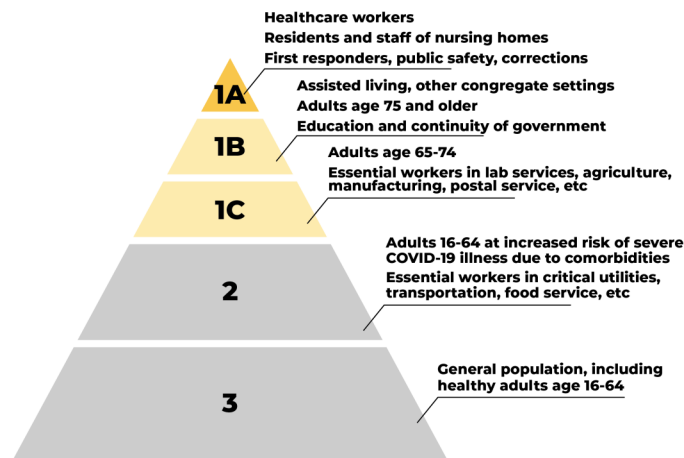 Healthcare workers
Residents and staff of nursing homes
First responders, public safety, corrections
1A
Assisted living, other congregate settings
Adults age 75 and older
Education and continuity of government
1B
Adults age 65-74
Essential workers in lab services, agriculture,
manufacturing, postal service, etc
1C
Adults 16-64 at increased risk of severe
COVID-19 illness due to comorbidities
Essential workers in critical utilities,
transportation, food service, etc
2
General population, including
healthy adults age 16-64
3